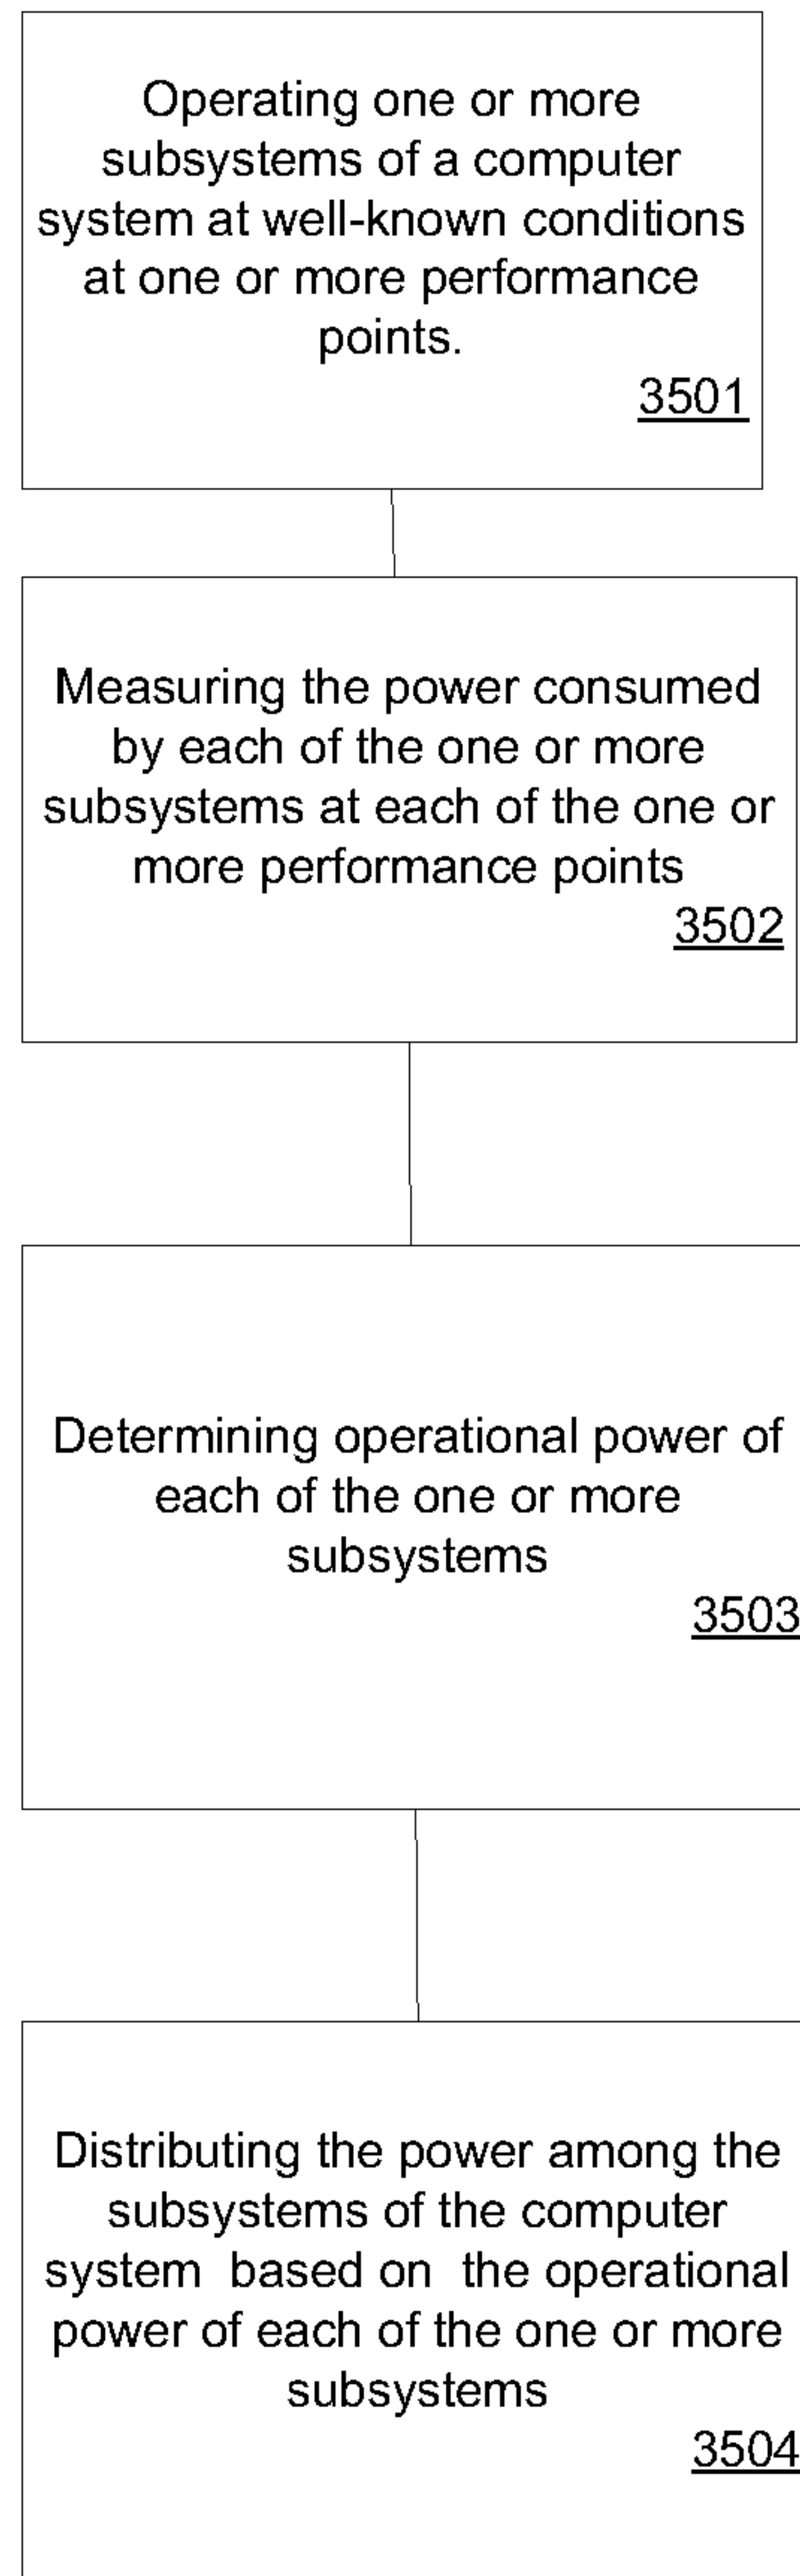 Operating one or more
subsystems of a computer
system at well-known conditions
at one or more performance
points.
3501
Measuring the power consumed
by each of the one or more
subsystems at each of the one or
more performance points
3502
Determining operational power of
each of the one or more
subsystems
3503
Distributing the power among the
subsystems of the computer
system  based on  the operational
power of each of the one or more
subsystems
3504